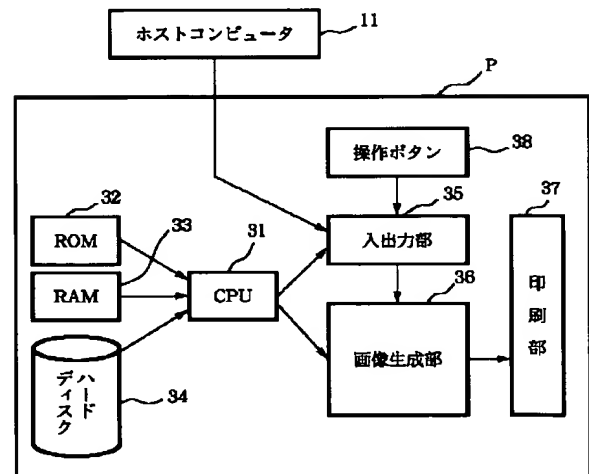 ホストコンピュータ
11
P
操作ボタン
38
32
ROM
33
RAM
31
CPU
35
入出力部
37
印刷部
36
画像生成部
ハード
ディスク
34